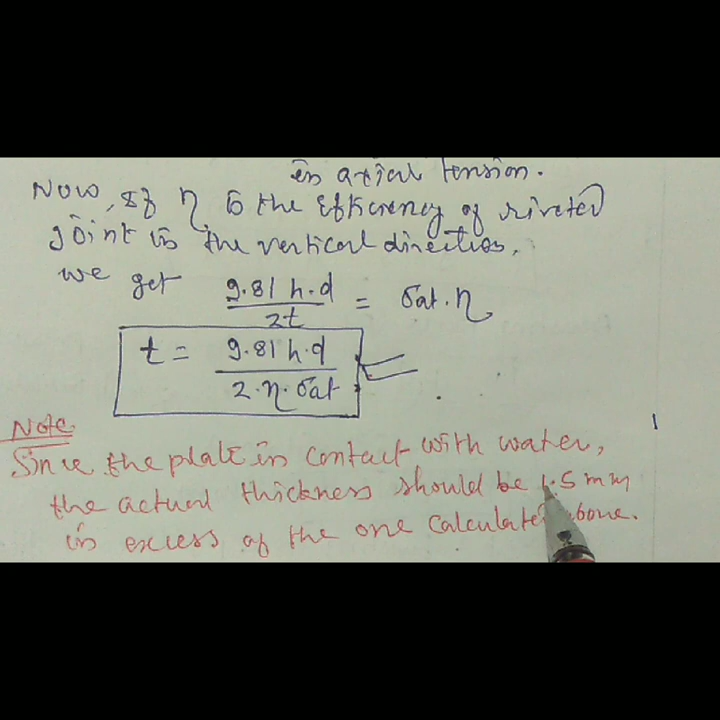 in axial tension.
Now, if η is the Efficiency of riveted
joint in the vertical direction,
we get 9.81 h.d / 2t = σat.η
t = 9.81 h.d / 2.η.σat
Note
Since the plate in contact with water,
the actual thickness should be 1.5 mm
in excess of the one calculated above.